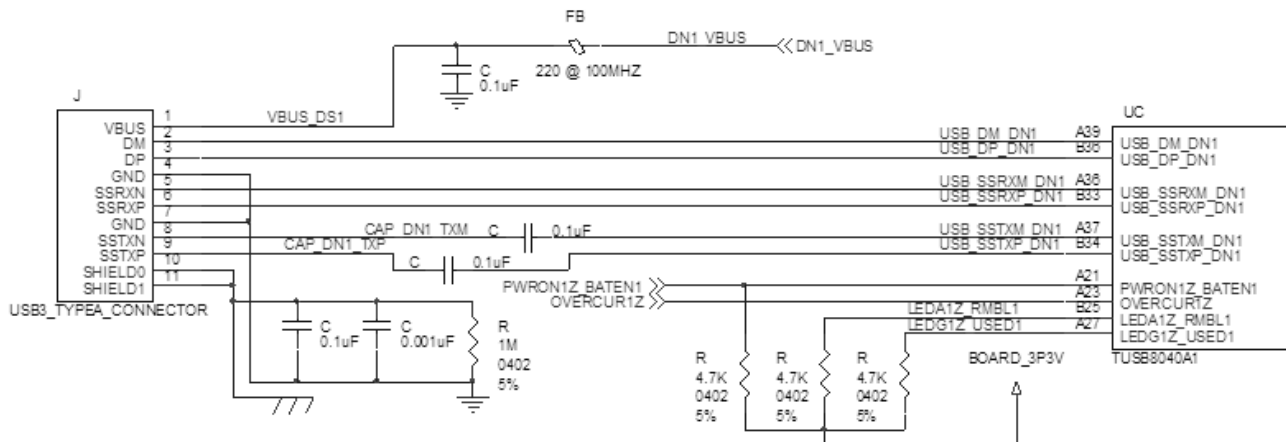 FB
DN1_VBUS
DN1_VBUS
220 @ 100MHZ
C
0.1uF
J
VBUS_DS1
1
VBUS
2
DM
3
DP
4
GND
5
SSRXN
6
SSRXP
7
GND
8
SSTXN
9
SSTXP
10
SHIELD0
11
SHIELD1
USB3_TYPEA_CONNECTOR
UC
USB_DM_DN1 A39 USB_DM_DN1
USB_DP_DN1 B36 USB_DP_DN1
USB_SSRXM_DN1 A36 USB_SSRXM_DN1
USB_SSRXP_DN1 B33 USB_SSRXP_DN1
CAP_DN1_TXM C 0.1uF USB_SSTXM_DN1 A37 USB_SSTXM_DN1
CAP_DN1_TXP C 0.1uF USB_SSTXP_DN1 B34 USB_SSTXP_DN1
PWRON1Z_BATEN1 A21 PWRON1Z_BATEN1
OVERCUR1Z A23 OVERCUR1Z
LEDA1Z_RMBL1 B25 LEDA1Z_RMBL1
LEDG1Z_USED1 A27 LEDG1Z_USED1
TUSB8040A1
C
0.1uF
C
0.001uF
R
1M
0402
5%
R
4.7K
0402
5%
R
4.7K
0402
5%
R
4.7K
0402
5%
BOARD_3P3V